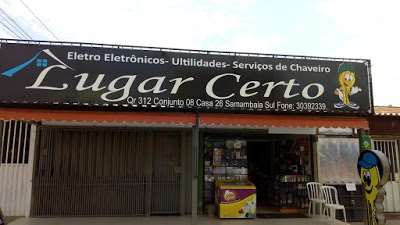 Eletro Eletrônicos- Ultilidades- Serviços de Chaveiro
Lugar Certo
Qr 312 Conjunto 08 Casa 26 Samambaia Sul Fone: 30392339